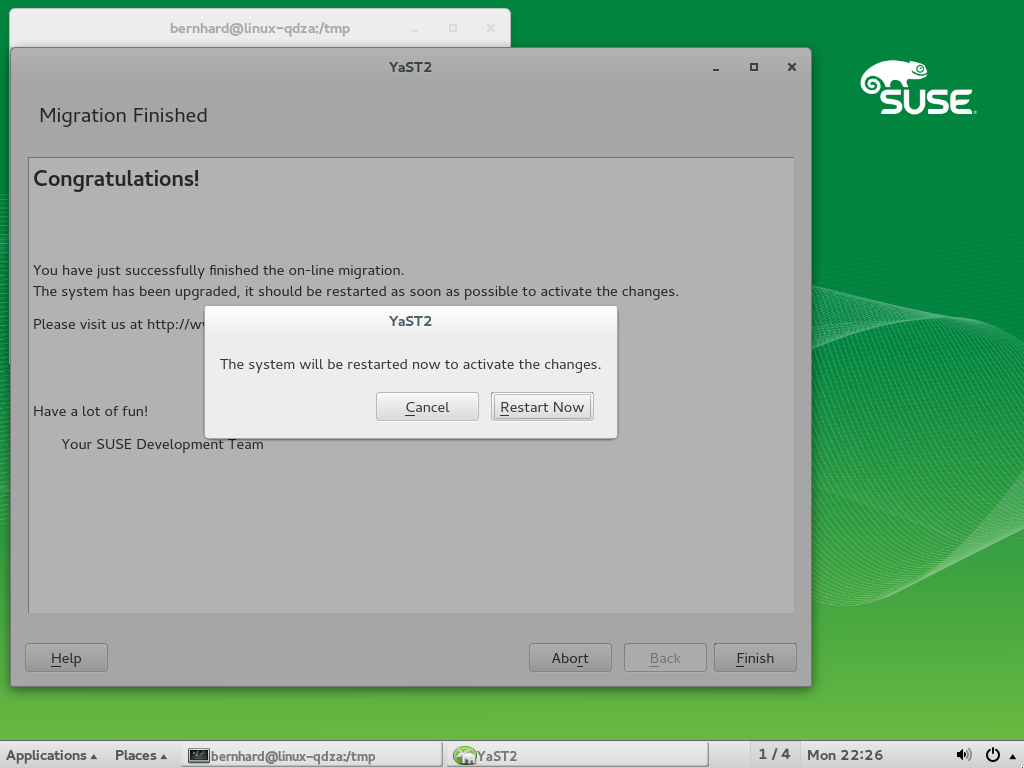 bernhard@linux-qdza:/tmp
YaST2
SUSE
Migration Finished
Congratulations!
You have just successfully finished the on-line migration.
The system has been upgraded, it should be restarted as soon as possible to activate the changes.
Please visit us at
YaST2
The system will be restarted now to activate the changes.
Cancel
Restart Now
Have a lot of fun!
Your SUSE Development Team
Help
Abort
Back
Finish
Applications
Places
bernhard@linux-qdza:/tmp
YaST2
1 / 4
Mon 22:26